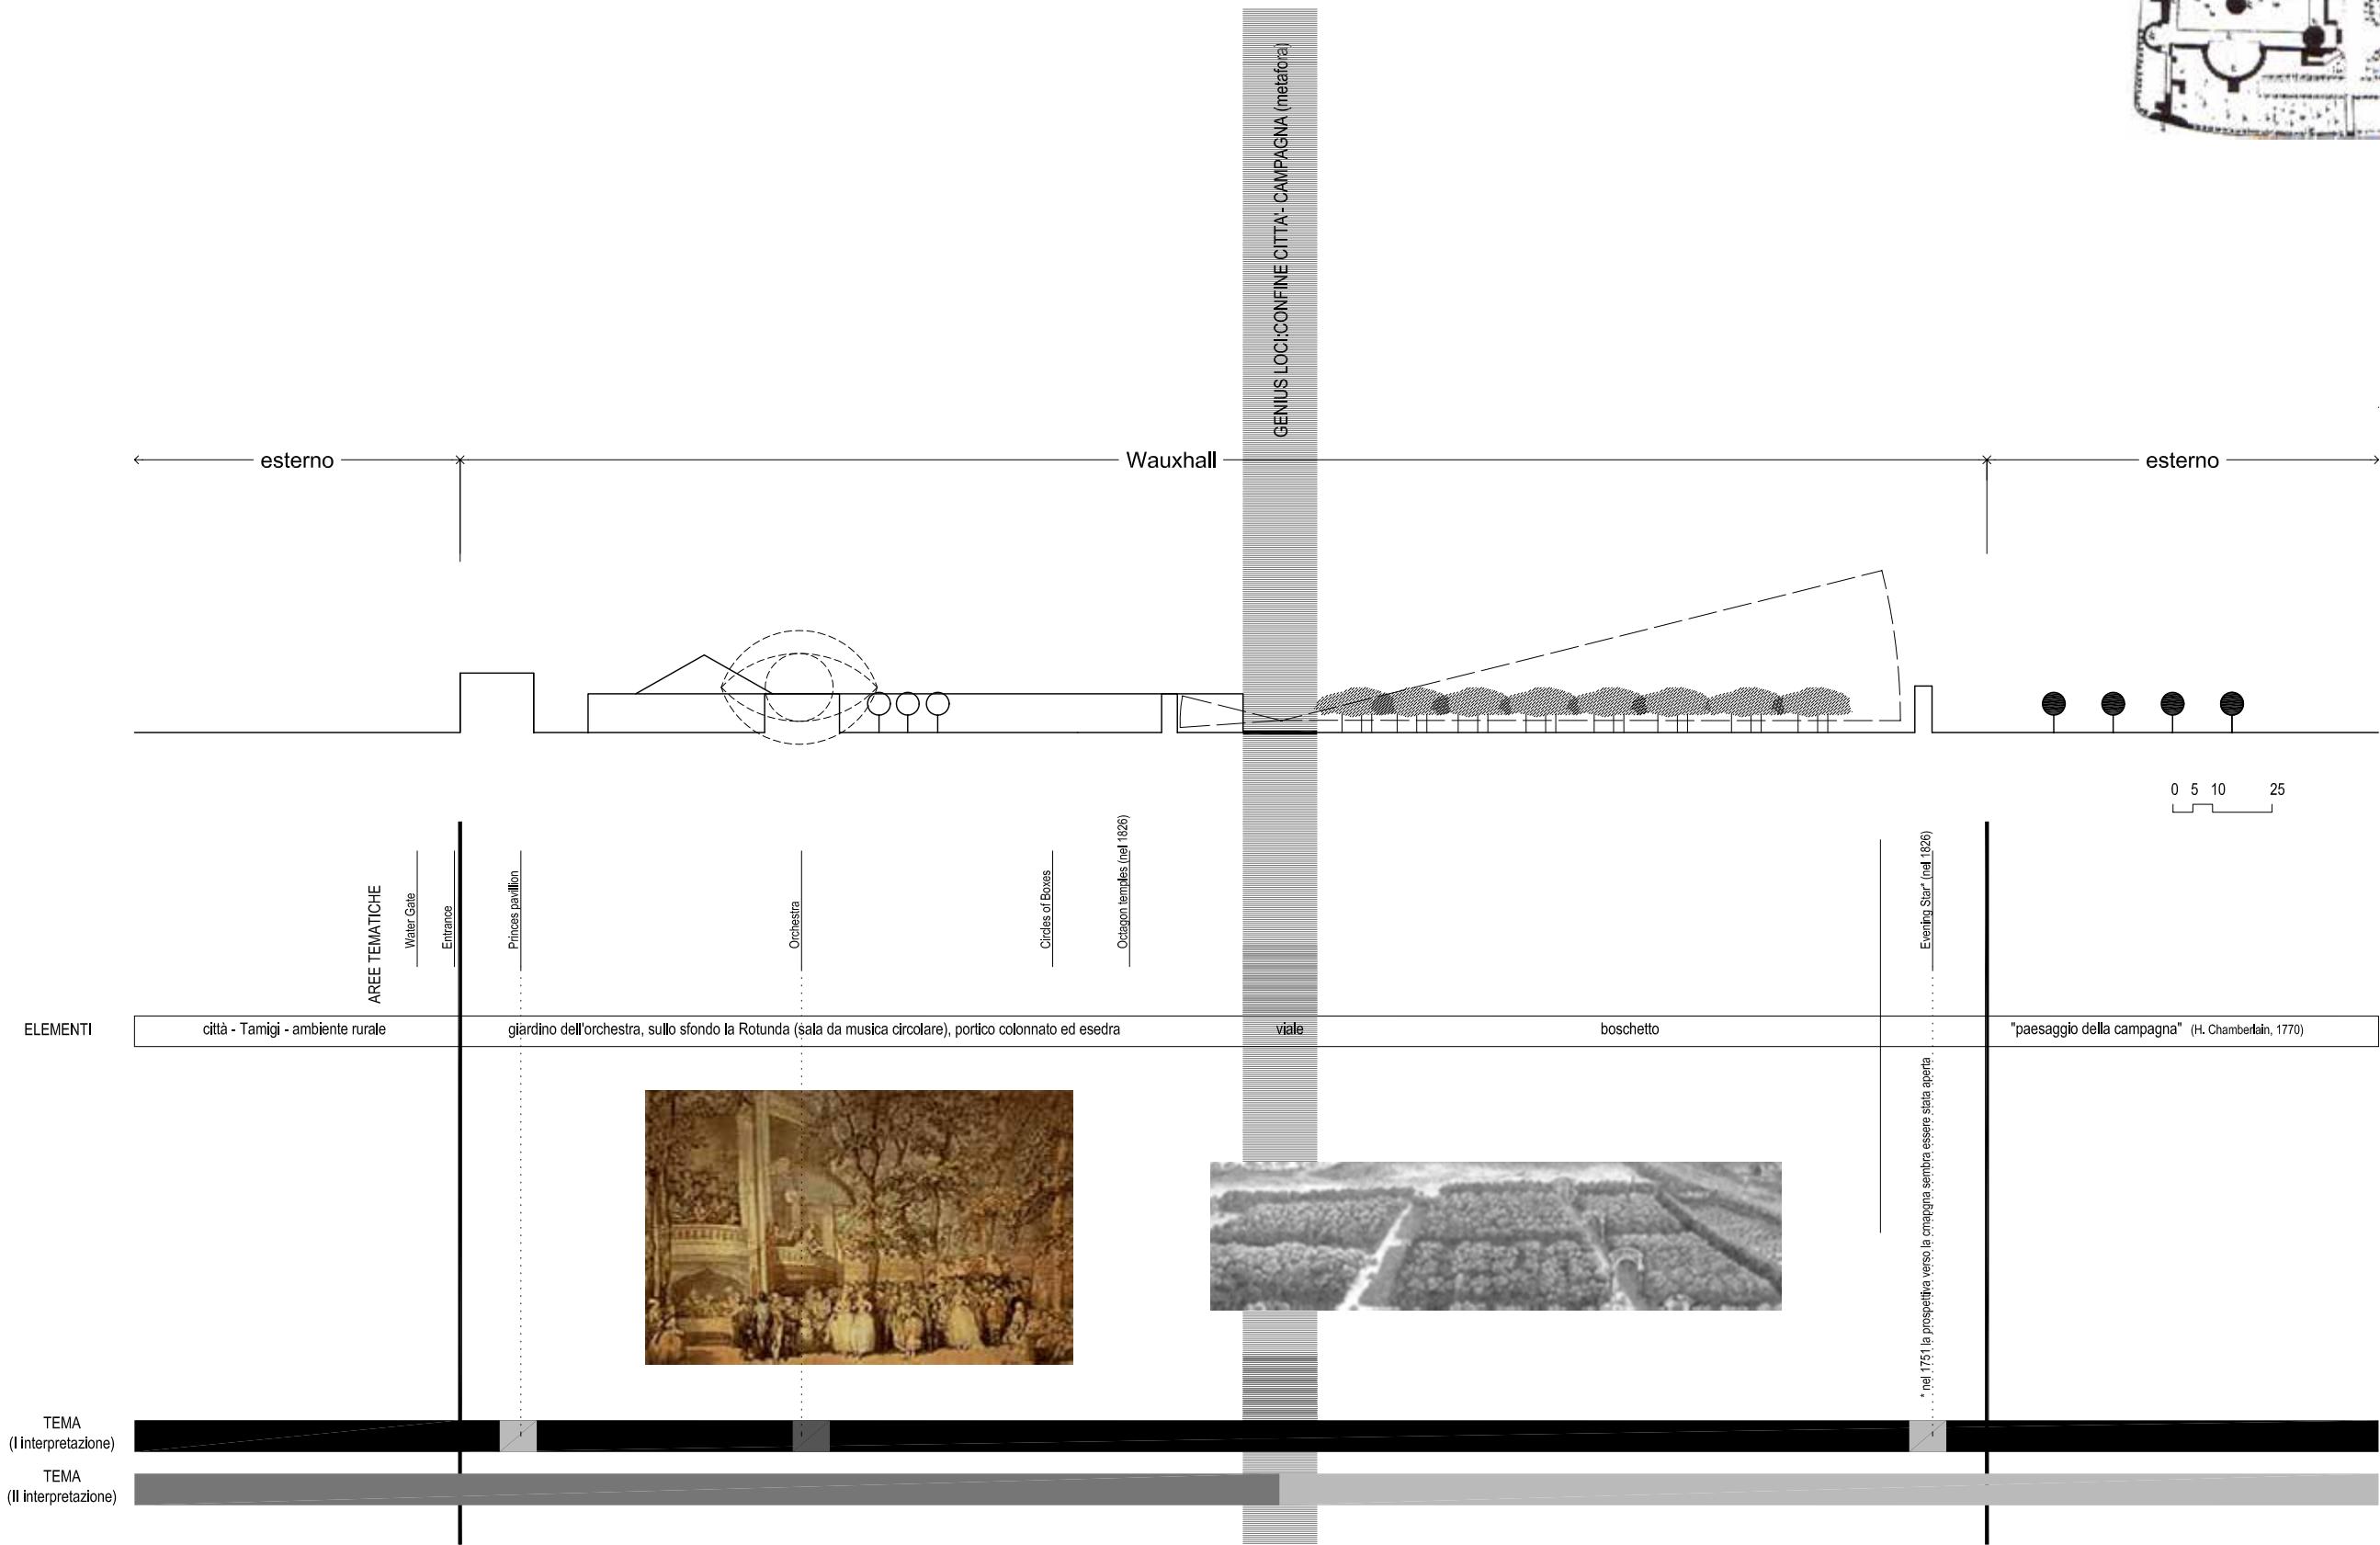 GENIUS LOCI:CONFINE CITTA'- CAMPAGNA (metafora)
esterno
Wauxhall
esterno
0 5 10 25
AREE TEMATICHE
Water Gate
Entrance
Princes pavillion
Orchestra
Circles of Boxes
Octagon temples (nel 1826)
Evening Star* (nel 1826)
ELEMENTI
città - Tamigi - ambiente rurale
giardino dell'orchestra, sullo sfondo la Rotunda (sala da musica circolare), portico colonnato ed esedra
viale
boschetto
"paesaggio della campagna" (H. Chamberlain, 1770)
* nel 1751 la prospettiva verso la cmapgna sembra essere stata aperta
TEMA
(I interpretazione)
TEMA
(II interpretazione)